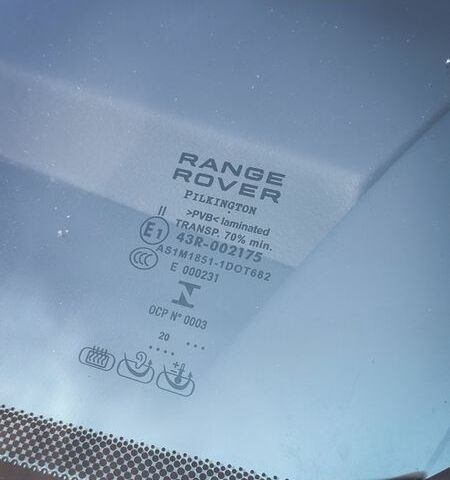 RANGE
ROVER
PILKINGTON
>PVB< laminated
TRANSP. 70% min.
II
E1
43R-002175
AS1M1851-1DOT682
CCC
E 000231
OCP Nº 0003
20